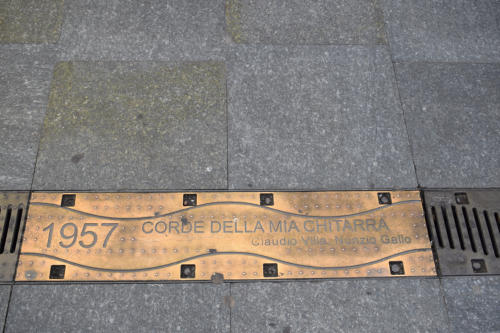 1957 CORDE DELLA MIA CHITARRA
Claudio Villa, Nunzio Gallo